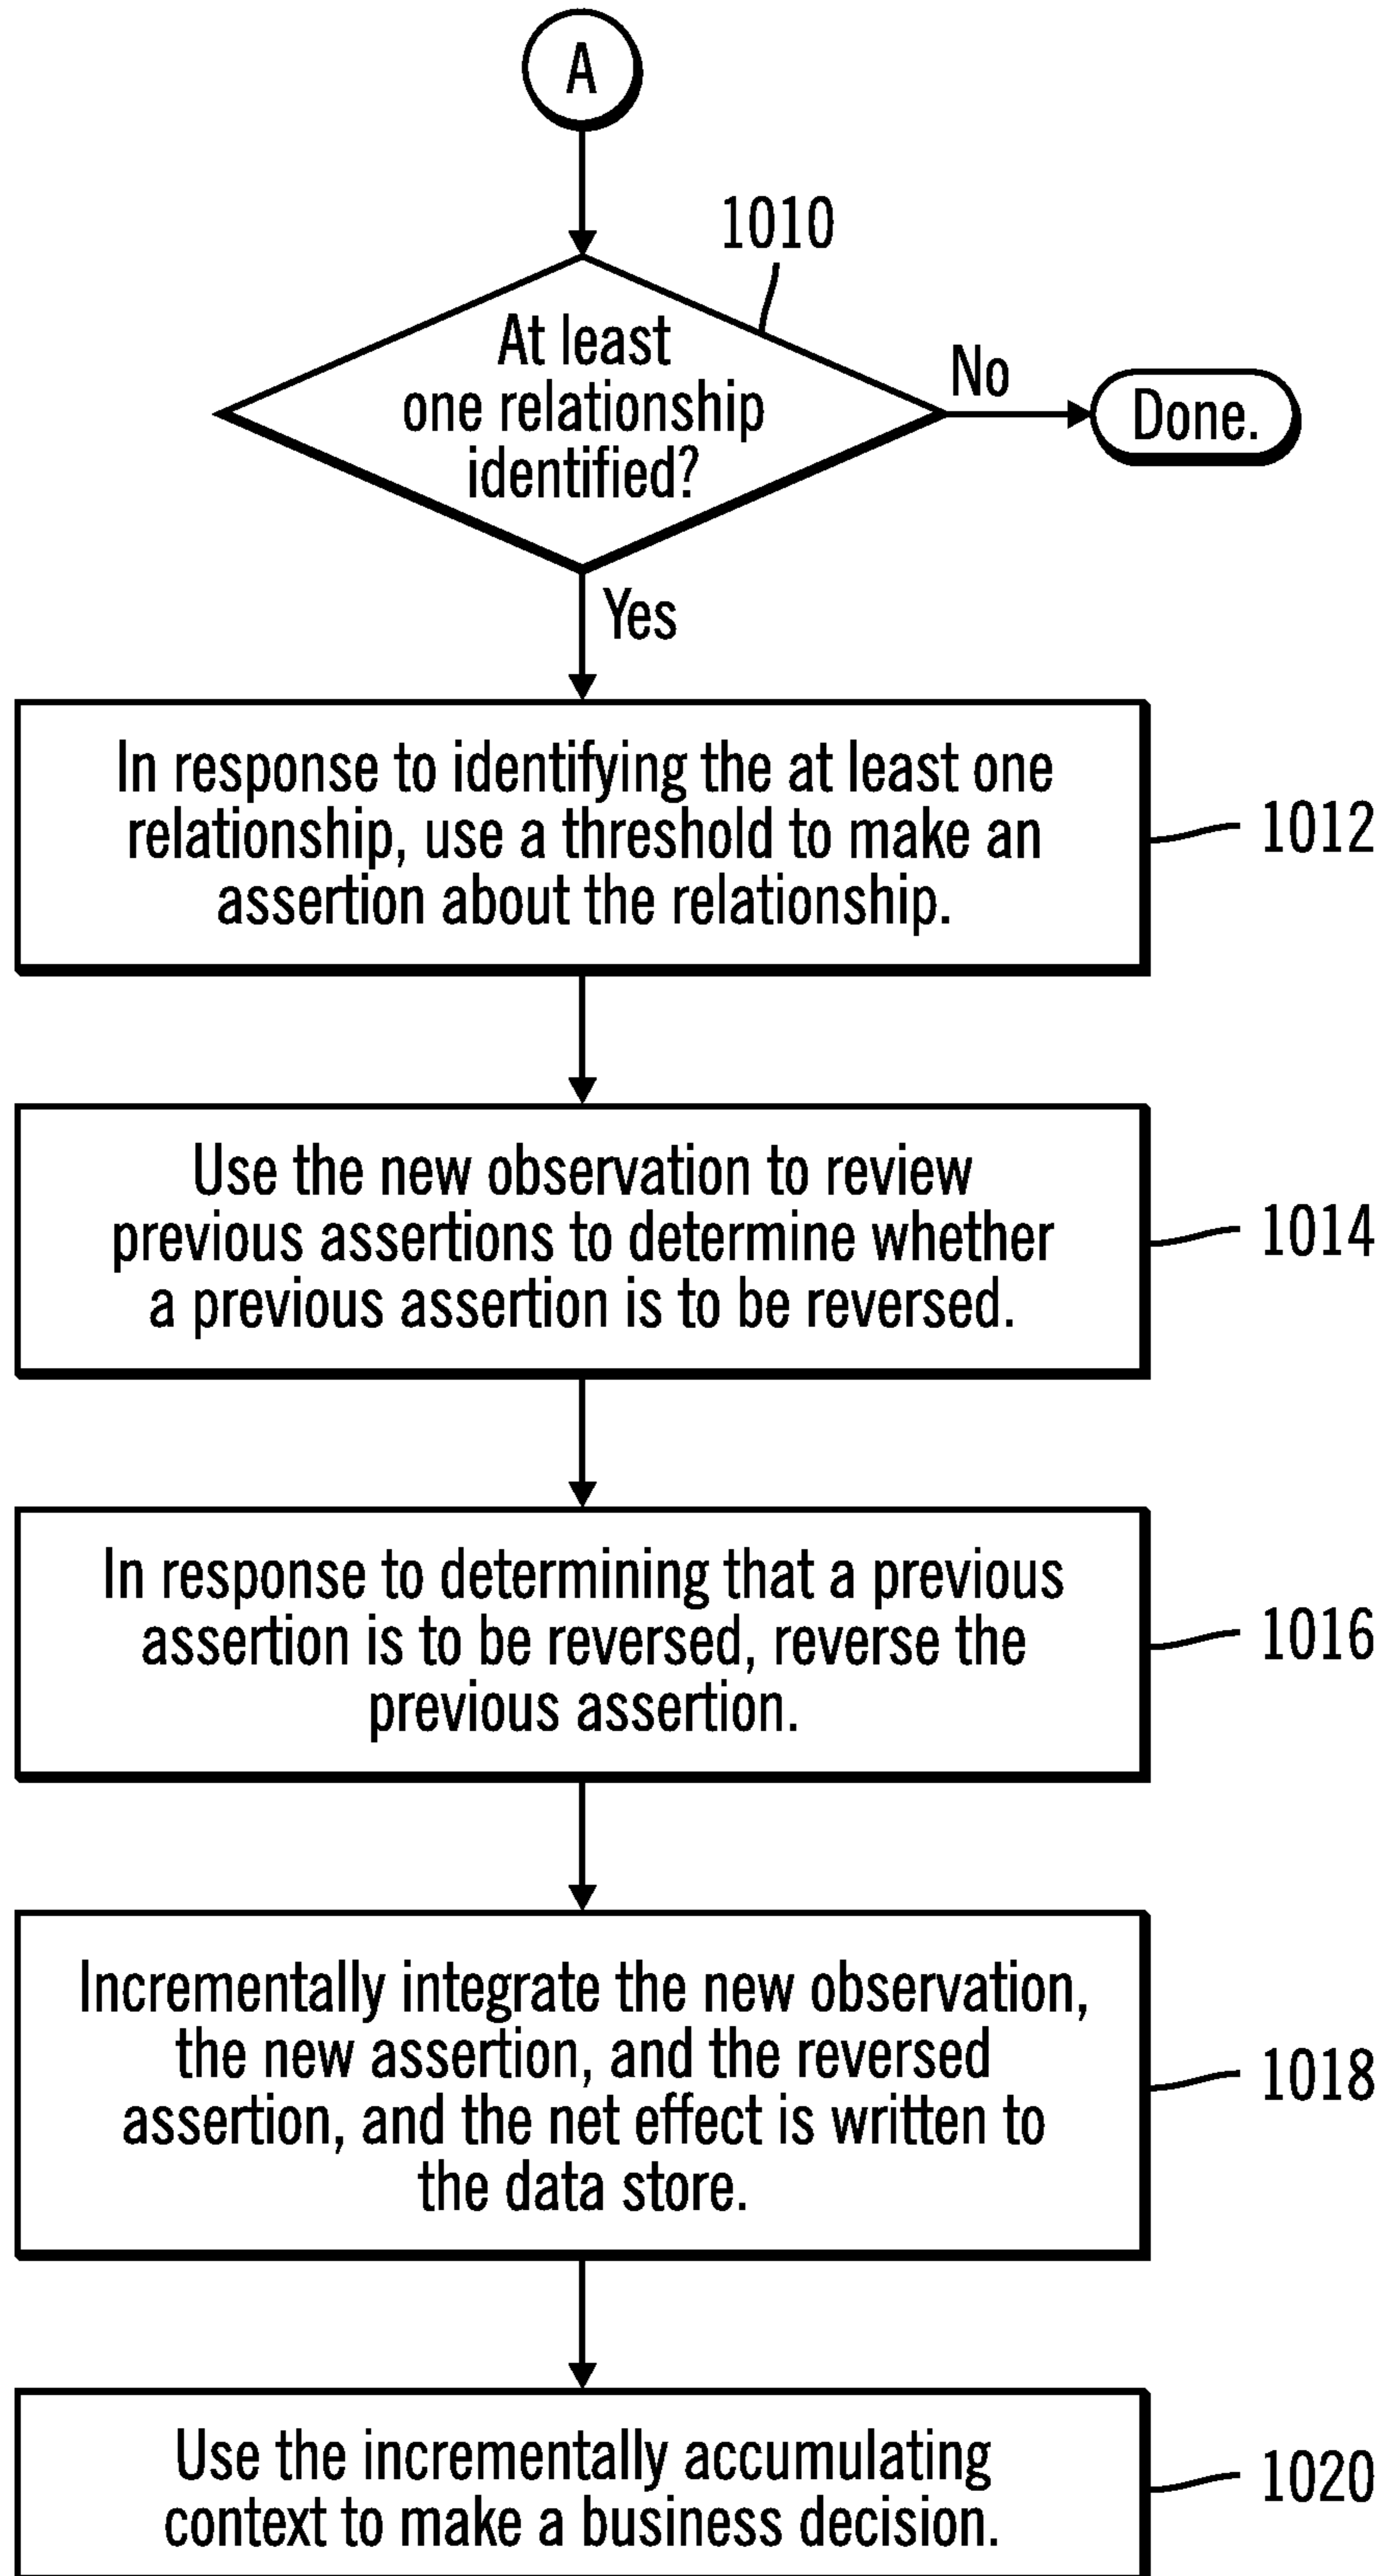 A
1010
At least
one relationship
identified?
No
Done.
Yes
In response to identifying the at least one
relationship, use a threshold to make an
assertion about the relationship.
1012
Use the new observation to review
previous assertions to determine whether
a previous assertion is to be reversed.
1014
In response to determining that a previous
assertion is to be reversed, reverse the
previous assertion.
1016
Incrementally integrate the new observation,
the new assertion, and the reversed
assertion, and the net effect is written to
the data store.
1018
Use the incrementally accumulating
context to make a business decision.
1020